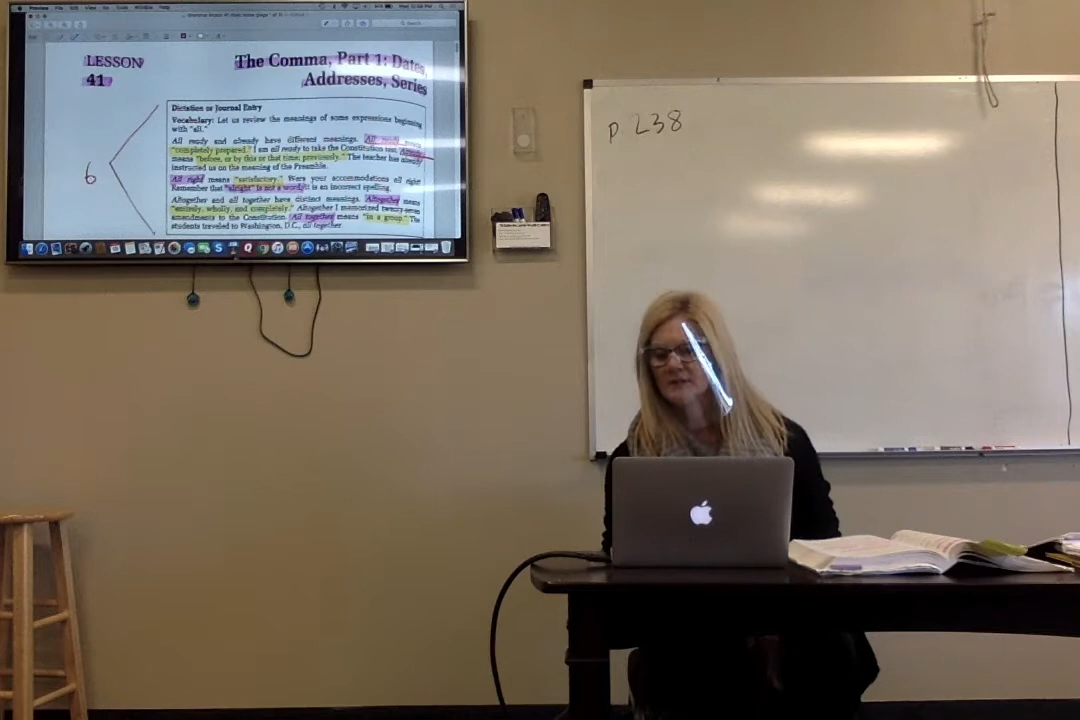 LESSON
41
The Comma, Part 1: Dates,
Addresses, Series
Dictation or Journal Entry
Vocabulary: Let us review the meanings of some expressions beginning
with "all."
All ready and already have different meanings. All ready means
"completely prepared." I am all ready to take the Constitution test. Already
means "before, or by this or that time; previously." The teacher has already
instructed us on the meaning of the Preamble.
All right means "satisfactory." Were your accommodations all right?
Remember that "alright" is not a word; it is an incorrect spelling.
Altogether and all together have distinct meanings. Altogether means
"entirely, wholly, and completely." Altogether I memorized twenty-seven
amendments to the Constitution. All together means "in a group." The
students traveled to Washington, D.C., all together.
6
p 238